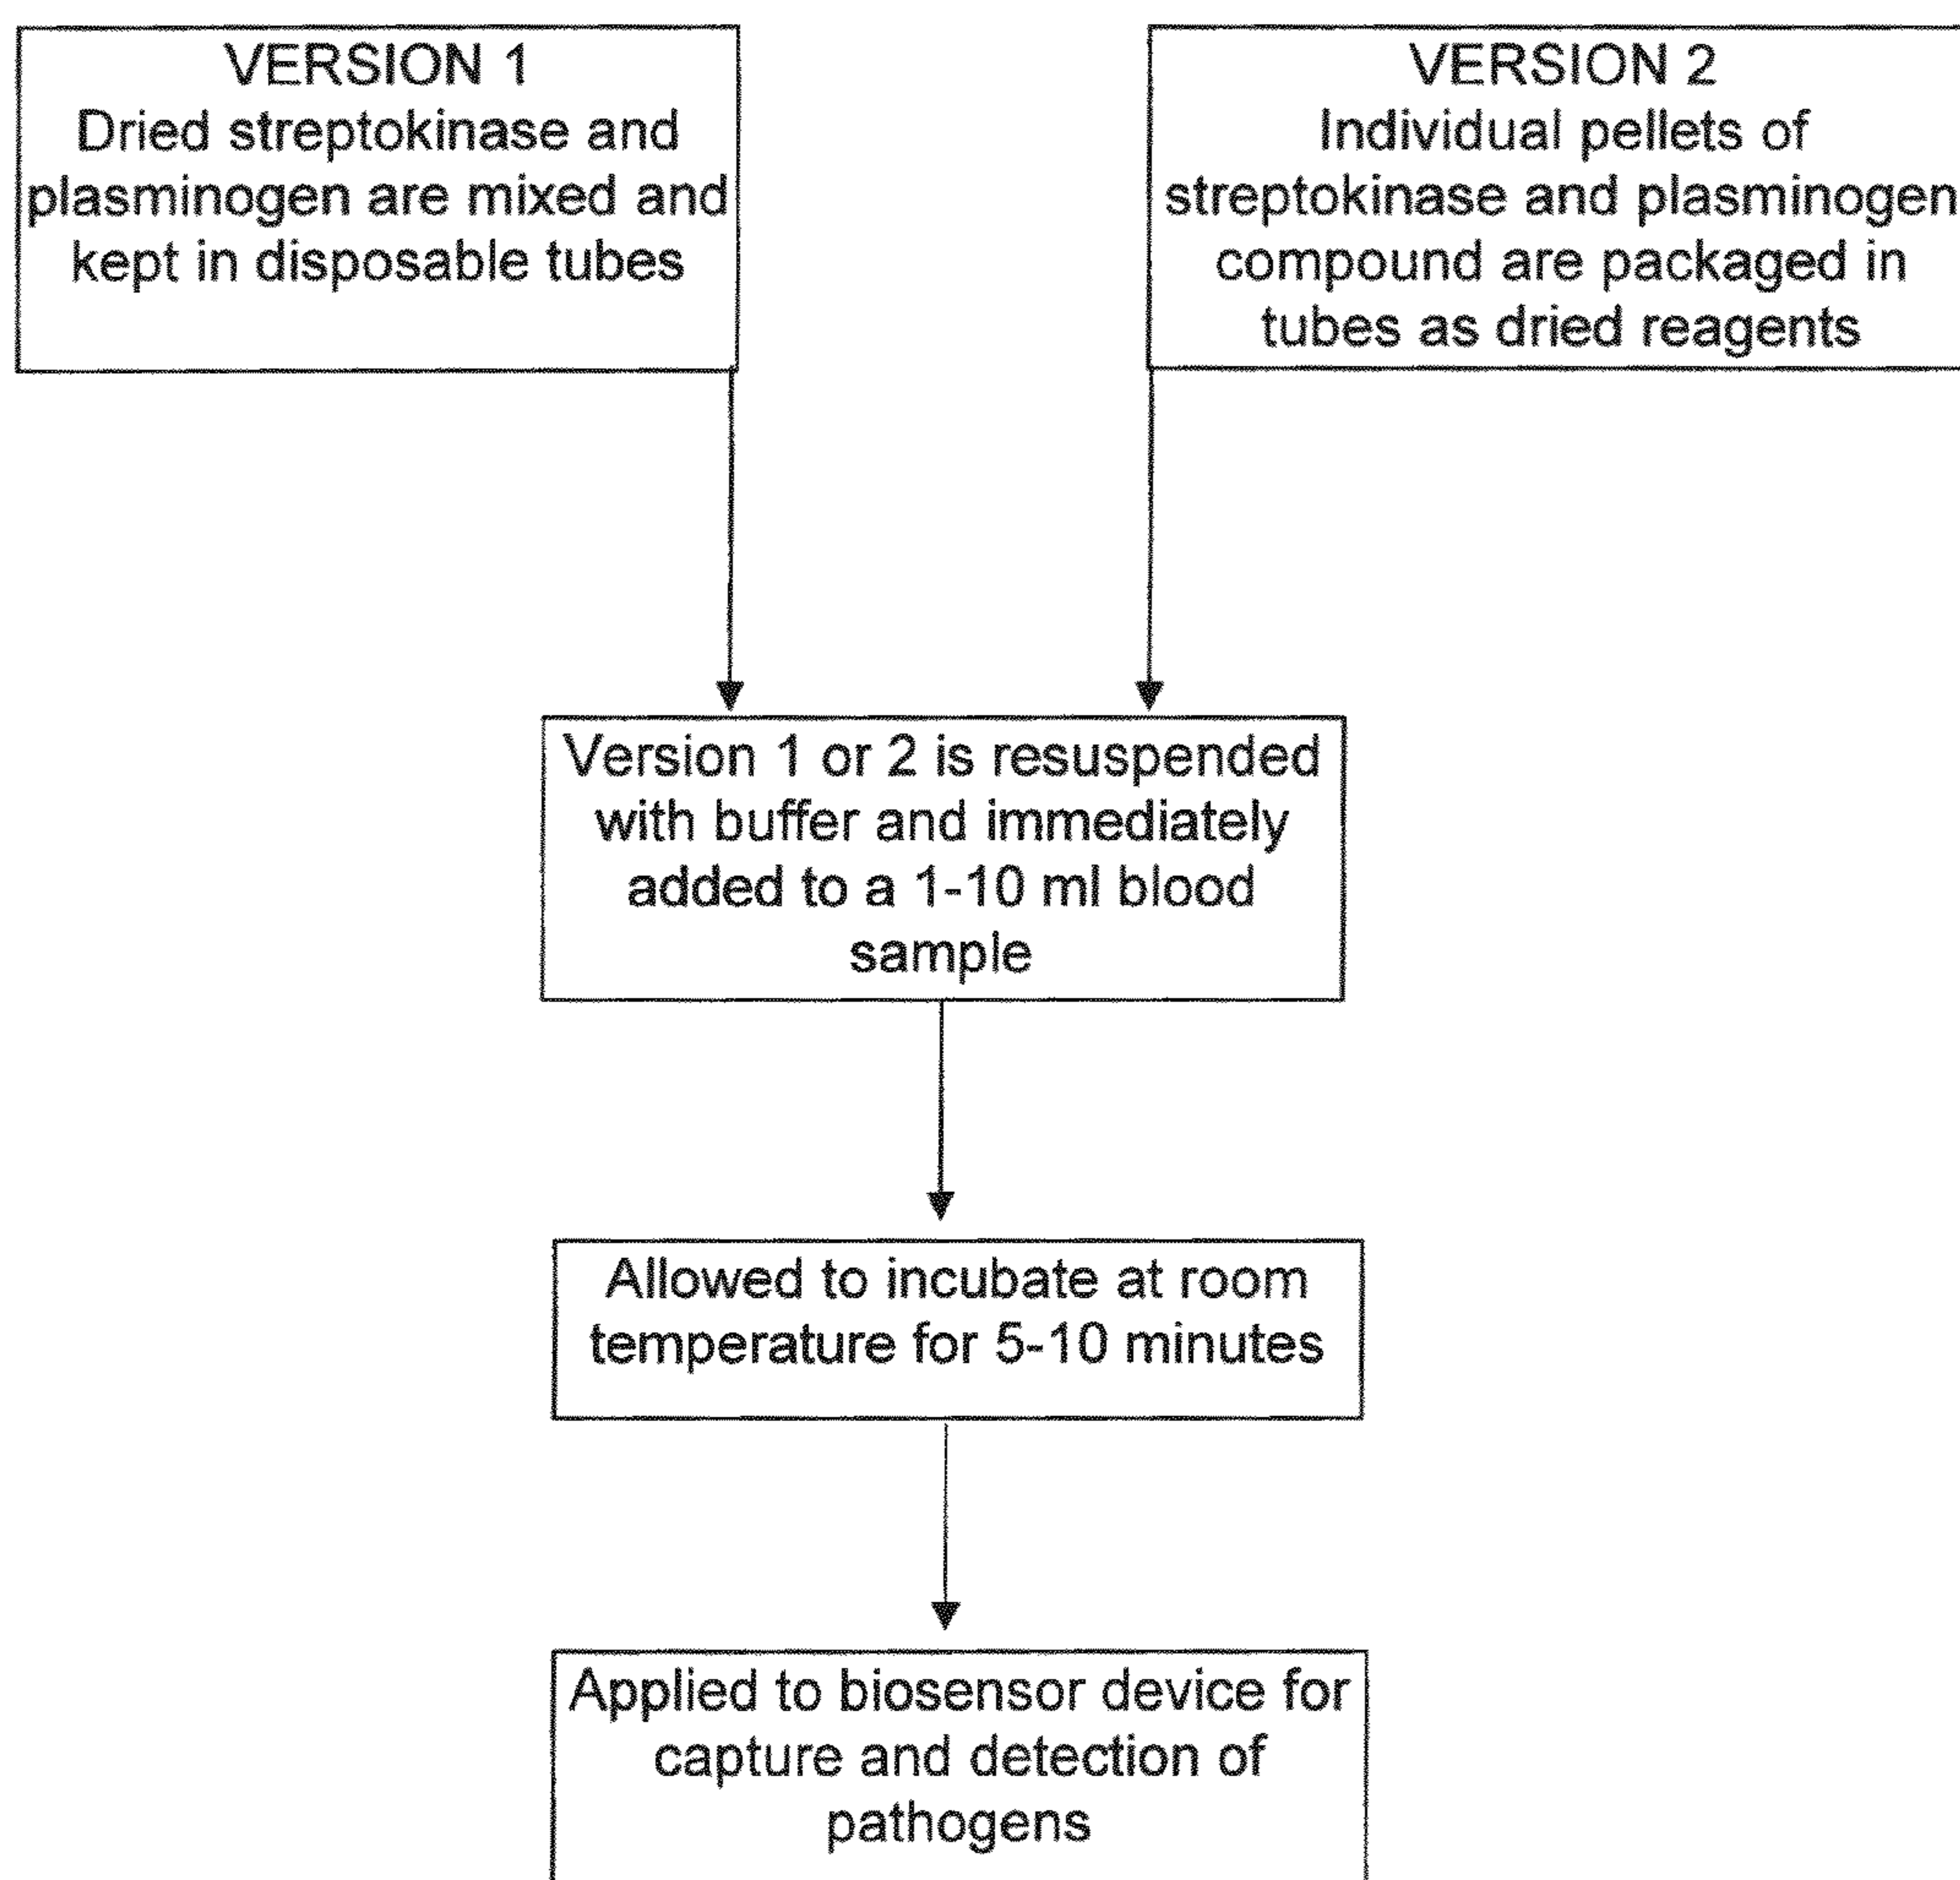 VERSION 1
Dried streptokinase and
plasminogen are mixed and
kept in disposable tubes
VERSION 2
Individual pellets of
streptokinase and plasminogen
compound are packaged in
tubes as dried reagents
Version 1 or 2 is resuspended
with buffer and immediately
added to a 1-10 ml blood
sample
Allowed to incubate at room
temperature for 5-10 minutes
Applied to biosensor device for
capture and detection of
pathogens